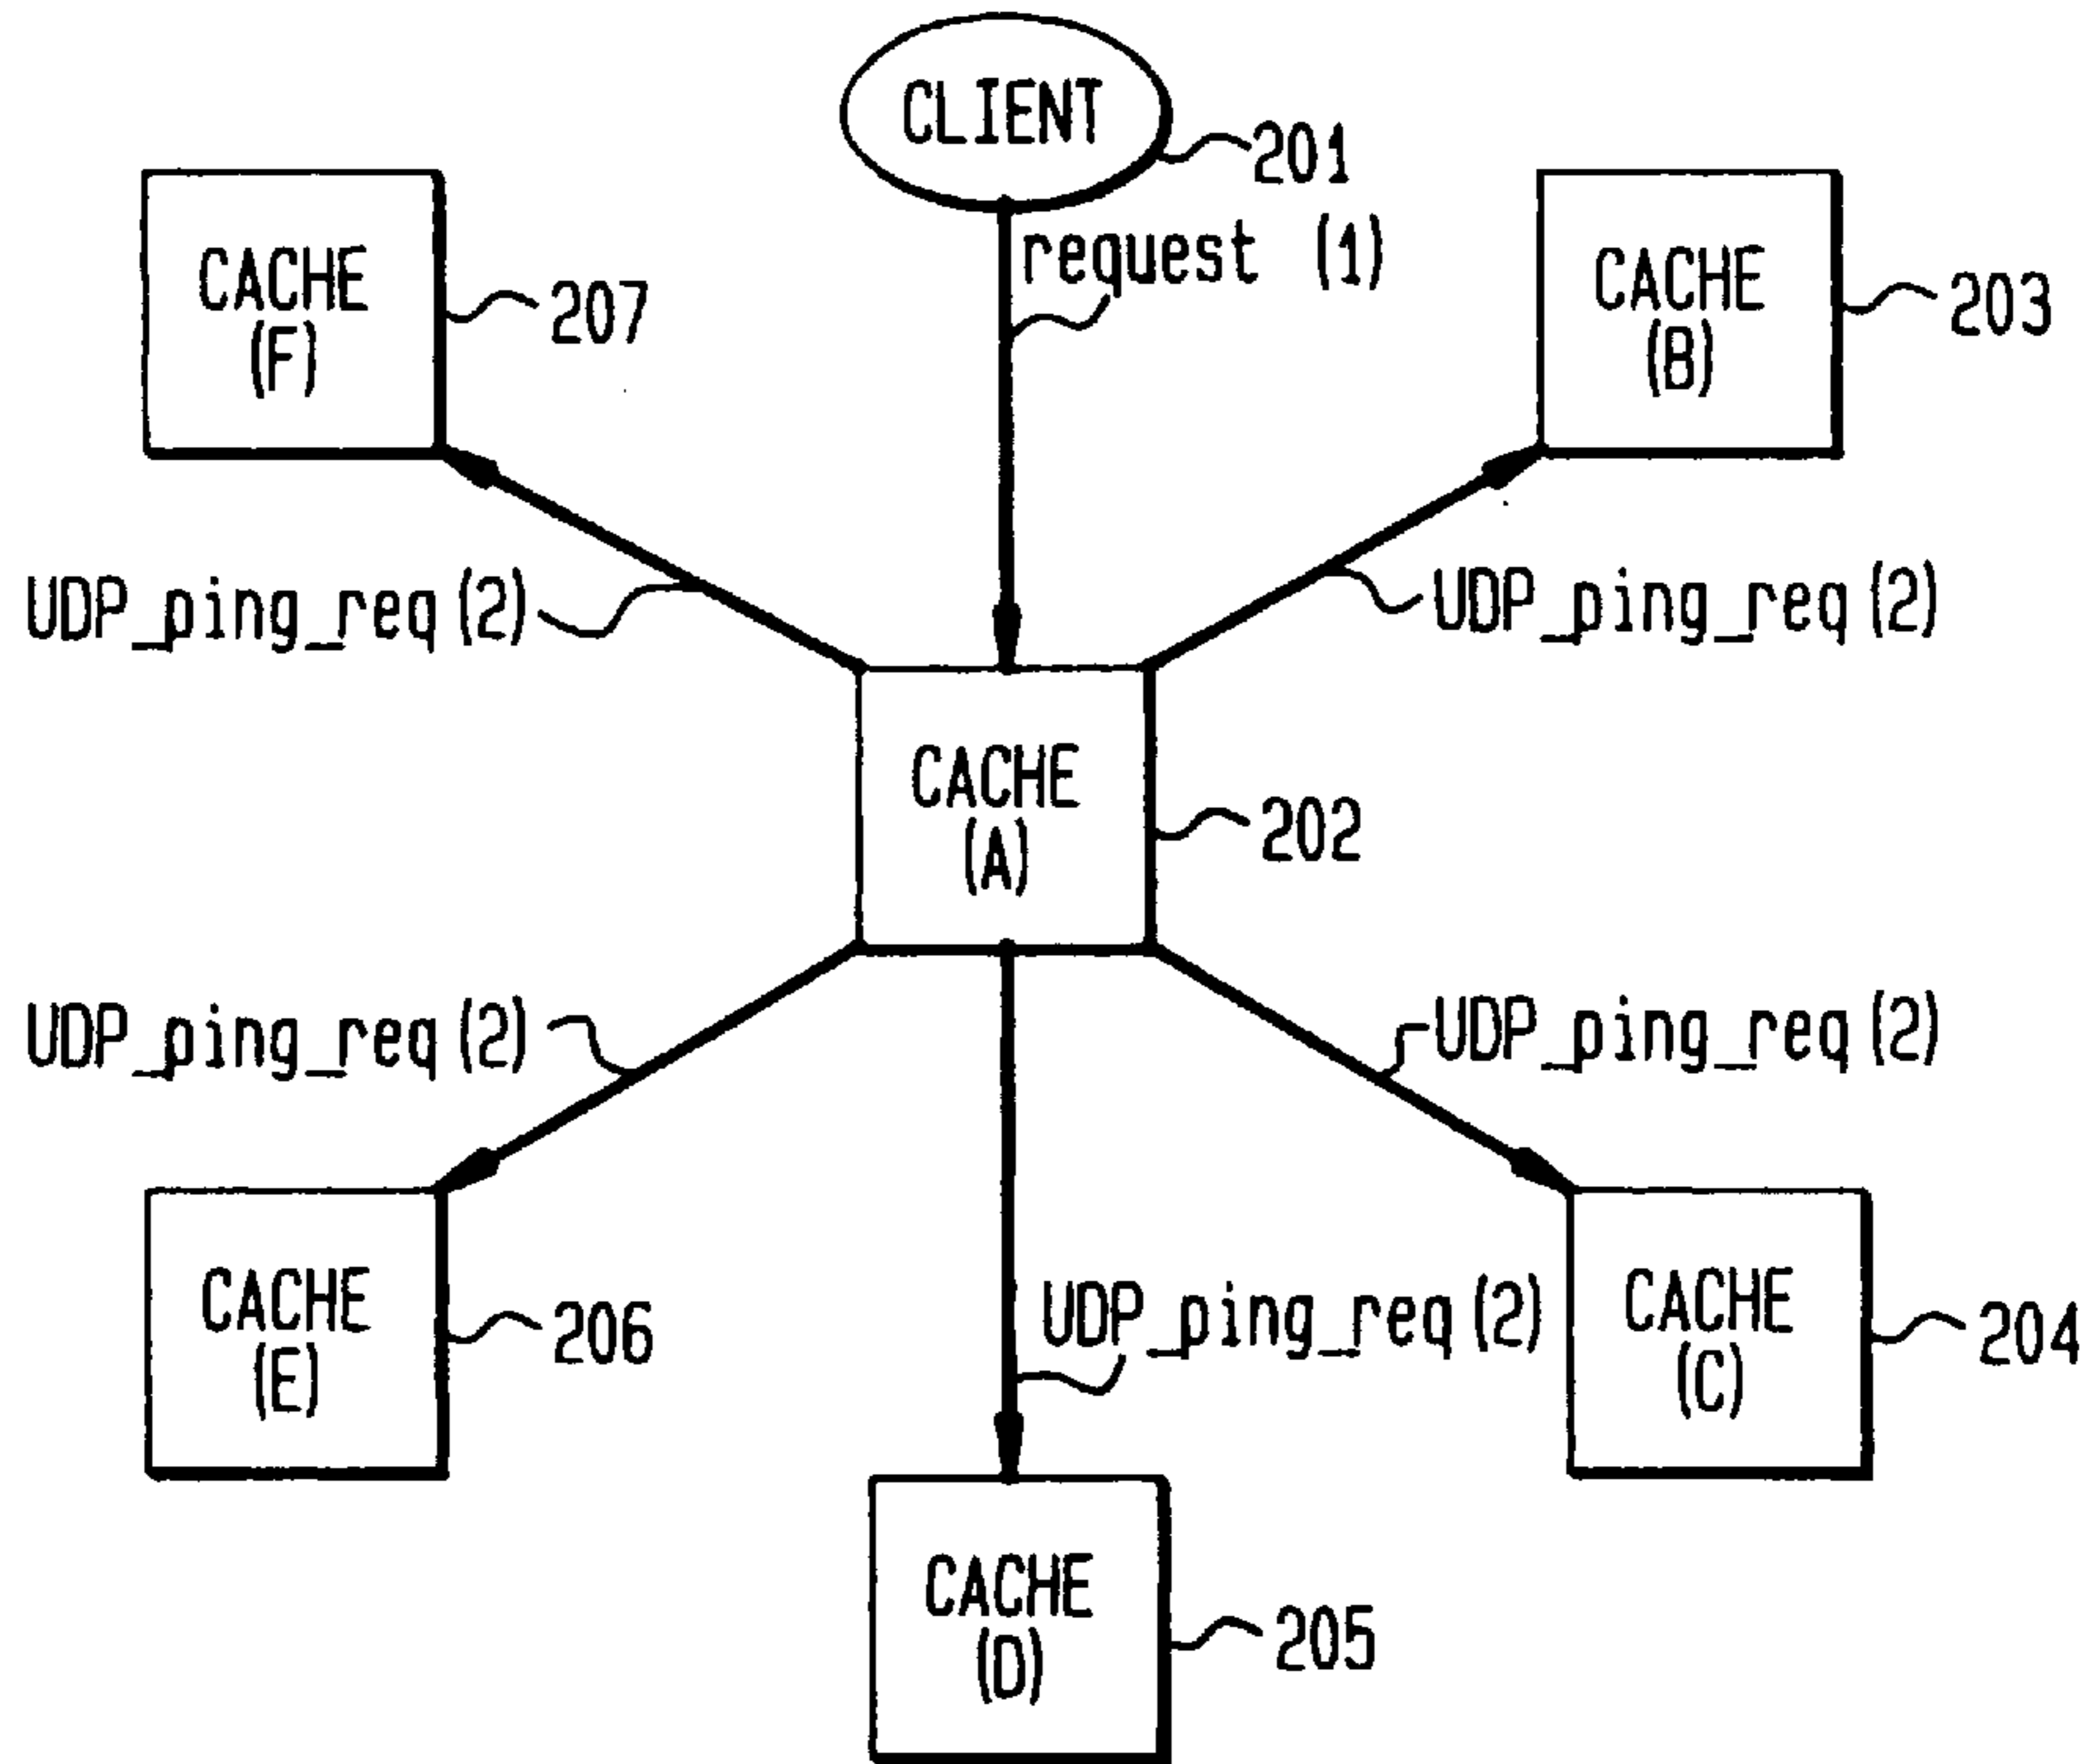 CLIENT
201
request (1)
CACHE
(F)
207
CACHE
(B)
203
UDP_ping_req(2)
UDP_ping_req(2)
CACHE
(A)
202
UDP_ping_req(2)
UDP_ping_req(2)
CACHE
(E)
206
UDP_ping_req(2)
CACHE
(C)
204
CACHE
(D)
205